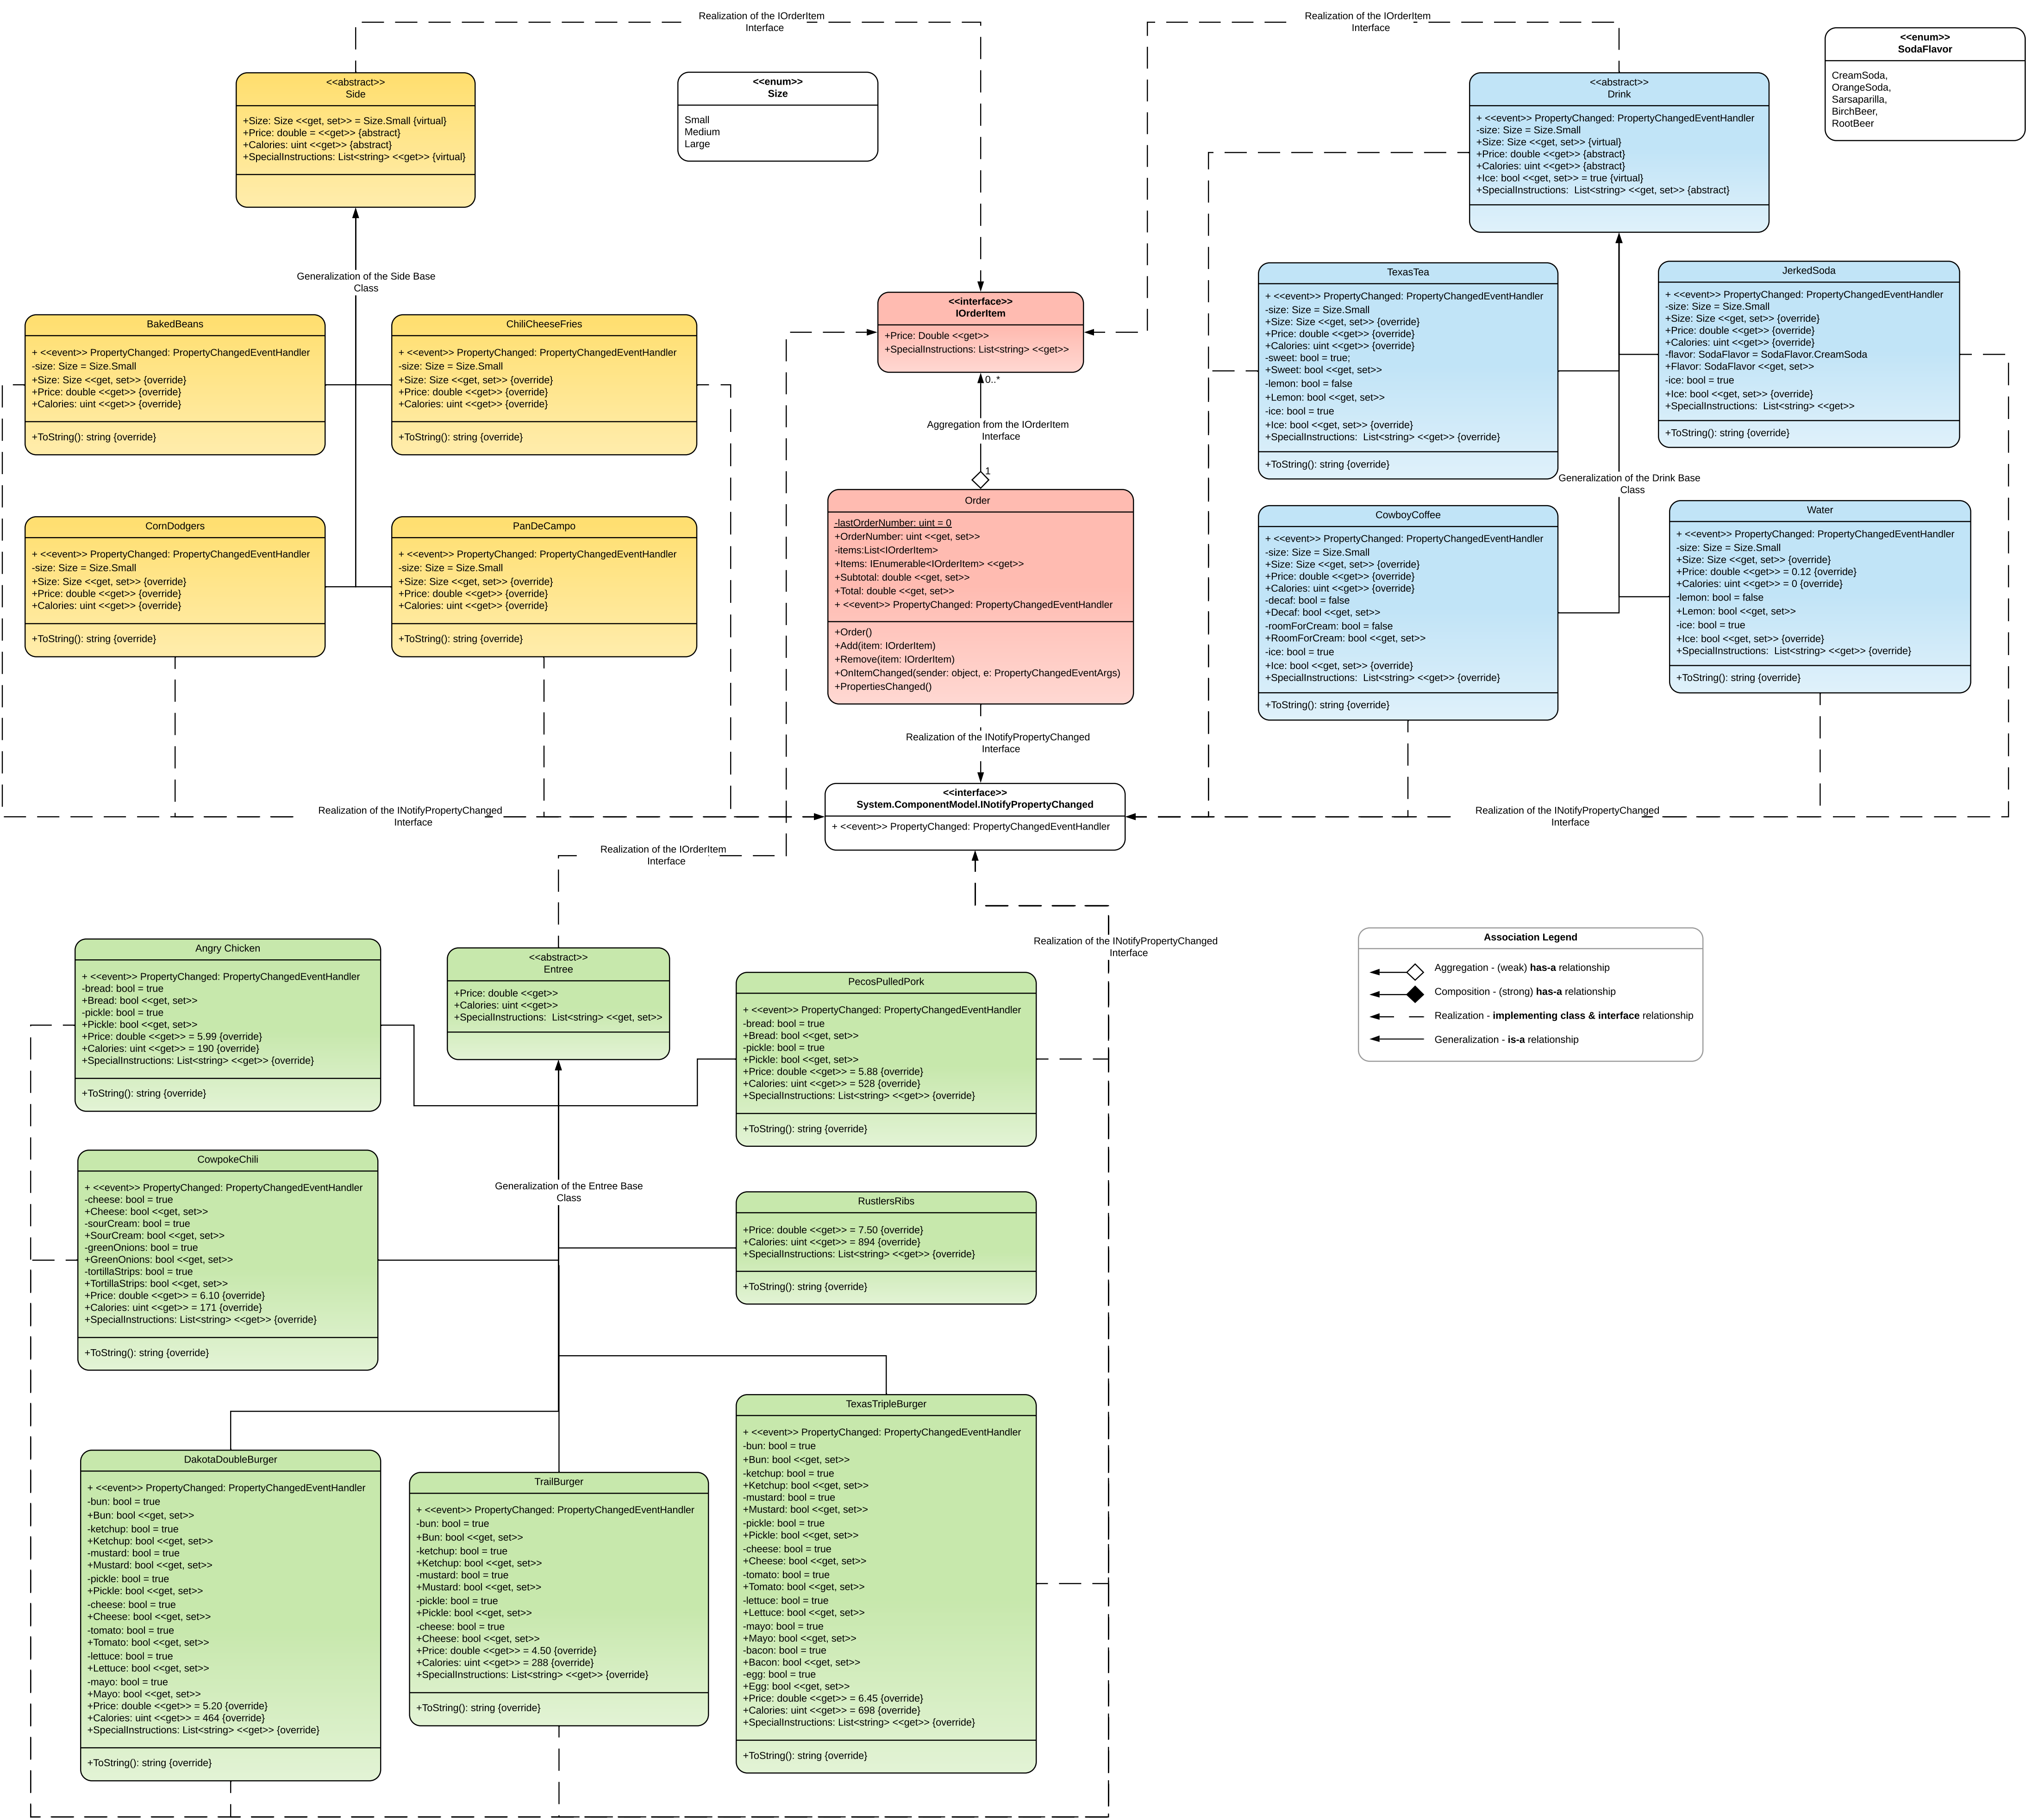 Realization of the IOrderItem
Interface
Realization of the IOrderItem
Interface
<<enum>>
SodaFlavor
CreamSoda,
OrangeSoda,
Sarsaparilla,
BirchBeer,
RootBeer
<<abstract>>
Side
+Size: Size <<get, set>> = Size.Small {virtual}
+Price: double = <<get>> {abstract}
+Calories: uint <<get>> {abstract}
+SpecialInstructions: List<string> <<get>> {virtual}
<<enum>>
Size
Small
Medium
Large
<<abstract>>
Drink
+ <<event>> PropertyChanged: PropertyChangedEventHandler
-size: Size = Size.Small
+Size: Size <<get, set>> {virtual}
+Price: double <<get>> {abstract}
+Calories: uint <<get>> {abstract}
+Ice: bool <<get, set>> = true {virtual}
+SpecialInstructions:  List<string> <<get, set>> {abstract}
Generalization of the Side Base
Class
BakedBeans
+ <<event>> PropertyChanged: PropertyChangedEventHandler
-size: Size = Size.Small
+Size: Size <<get, set>> {override}
+Price: double <<get>> {override}
+Calories: uint <<get>> {override}
+ToString(): string {override}
ChiliCheeseFries
+ <<event>> PropertyChanged: PropertyChangedEventHandler
-size: Size = Size.Small
+Size: Size <<get, set>> {override}
+Price: double <<get>> {override}
+Calories: uint <<get>> {override}
+ToString(): string {override}
<<interface>>
IOrderItem
+Price: Double <<get>>
+SpecialInstructions: List<string> <<get>>
0..*
Aggregation from the IOrderItem
Interface
1
TexasTea
+ <<event>> PropertyChanged: PropertyChangedEventHandler
-size: Size = Size.Small
+Size: Size <<get, set>> {override}
+Price: double <<get>> {override}
+Calories: uint <<get>> {override}
-sweet: bool = true;
+Sweet: bool <<get, set>>
-lemon: bool = false
+Lemon: bool <<get, set>>
-ice: bool = true
+Ice: bool <<get, set>> {override}
+SpecialInstructions:  List<string> <<get>> {override}
+ToString(): string {override}
JerkedSoda
+ <<event>> PropertyChanged: PropertyChangedEventHandler
-size: Size = Size.Small
+Size: Size <<get, set>> {override}
+Price: double <<get>> {override}
+Calories: uint <<get>> {override}
-flavor: SodaFlavor = SodaFlavor.CreamSoda
+Flavor: SodaFlavor <<get, set>>
-ice: bool = true
+Ice: bool <<get, set>> {override}
+SpecialInstructions:  List<string> <<get>>
+ToString(): string {override}
Generalization of the Drink Base
Class
CornDodgers
+ <<event>> PropertyChanged: PropertyChangedEventHandler
-size: Size = Size.Small
+Size: Size <<get, set>> {override}
+Price: double <<get>> {override}
+Calories: uint <<get>> {override}
+ToString(): string {override}
PanDeCampo
+ <<event>> PropertyChanged: PropertyChangedEventHandler
-size: Size = Size.Small
+Size: Size <<get, set>> {override}
+Price: double <<get>> {override}
+Calories: uint <<get>> {override}
+ToString(): string {override}
Order
-lastOrderNumber: uint = 0
+OrderNumber: uint <<get, set>>
-items:List<IOrderItem>
+Items: IEnumerable<IOrderItem> <<get>>
+Subtotal: double <<get, set>>
+Total: double <<get, set>>
+ <<event>> PropertyChanged: PropertyChangedEventHandler
+Order()
+Add(item: IOrderItem)
+Remove(item: IOrderItem)
+OnItemChanged(sender: object, e: PropertyChangedEventArgs)
+PropertiesChanged()
CowboyCoffee
+ <<event>> PropertyChanged: PropertyChangedEventHandler
-size: Size = Size.Small
+Size: Size <<get, set>> {override}
+Price: double <<get>> {override}
+Calories: uint <<get>> {override}
-decaf: bool = false
+Decaf: bool <<get, set>>
-roomForCream: bool = false
+RoomForCream: bool <<get, set>>
-ice: bool = true
+Ice: bool <<get, set>> {override}
+SpecialInstructions:  List<string> <<get>> {override}
+ToString(): string {override}
Water
+ <<event>> PropertyChanged: PropertyChangedEventHandler
-size: Size = Size.Small
+Size: Size <<get, set>> {override}
+Price: double <<get>> = 0.12 {override}
+Calories: uint <<get>> = 0 {override}
-lemon: bool = false
+Lemon: bool <<get, set>>
-ice: bool = true
+Ice: bool <<get, set>> {override}
+SpecialInstructions:  List<string> <<get>> {override}
+ToString(): string {override}
Realization of the INotifyPropertyChanged
Interface
Realization of the INotifyPropertyChanged
Interface
<<interface>>
System.ComponentModel.INotifyPropertyChanged
+ <<event>> PropertyChanged: PropertyChangedEventHandler
Realization of the INotifyPropertyChanged
Interface
Realization of the IOrderItem
Interface
Realization of the INotifyPropertyChanged
Interface
Angry Chicken
+ <<event>> PropertyChanged: PropertyChangedEventHandler
-bread: bool = true
+Bread: bool <<get, set>>
-pickle: bool = true
+Pickle: bool <<get, set>>
+Price: double <<get>> = 5.99 {override}
+Calories: uint <<get>> = 190 {override}
+SpecialInstructions: List<string> <<get>> {override}
+ToString(): string {override}
<<abstract>>
Entree
+Price: double <<get>>
+Calories: uint <<get>>
+SpecialInstructions:  List<string> <<get, set>>
PecosPulledPork
+ <<event>> PropertyChanged: PropertyChangedEventHandler
-bread: bool = true
+Bread: bool <<get, set>>
-pickle: bool = true
+Pickle: bool <<get, set>>
+Price: double <<get>> = 5.88 {override}
+Calories: uint <<get>> = 528 {override}
+SpecialInstructions: List<string> <<get>> {override}
+ToString(): string {override}
Association Legend
Aggregation - (weak) has-a relationship
Composition - (strong) has-a relationship
Realization - implementing class & interface relationship
Generalization - is-a relationship
CowpokeChili
+ <<event>> PropertyChanged: PropertyChangedEventHandler
-cheese: bool = true
+Cheese: bool <<get, set>>
-sourCream: bool = true
+SourCream: bool <<get, set>>
-greenOnions: bool = true
+GreenOnions: bool <<get, set>>
-tortillaStrips: bool = true
+TortillaStrips: bool <<get, set>>
+Price: double <<get>> = 6.10 {override}
+Calories: uint <<get>> = 171 {override}
+SpecialInstructions: List<string> <<get>> {override}
+ToString(): string {override}
Generalization of the Entree Base
Class
RustlersRibs
+Price: double <<get>> = 7.50 {override}
+Calories: uint <<get>> = 894 {override}
+SpecialInstructions: List<string> <<get>> {override}
+ToString(): string {override}
DakotaDoubleBurger
+ <<event>> PropertyChanged: PropertyChangedEventHandler
-bun: bool = true
+Bun: bool <<get, set>>
-ketchup: bool = true
+Ketchup: bool <<get, set>>
-mustard: bool = true
+Mustard: bool <<get, set>>
-pickle: bool = true
+Pickle: bool <<get, set>>
-cheese: bool = true
+Cheese: bool <<get, set>>
-tomato: bool = true
+Tomato: bool <<get, set>>
-lettuce: bool = true
+Lettuce: bool <<get, set>>
-mayo: bool = true
+Mayo: bool <<get, set>>
+Price: double <<get>> = 5.20 {override}
+Calories: uint <<get>> = 464 {override}
+SpecialInstructions: List<string> <<get>> {override}
+ToString(): string {override}
TrailBurger
+ <<event>> PropertyChanged: PropertyChangedEventHandler
-bun: bool = true
+Bun: bool <<get, set>>
-ketchup: bool = true
+Ketchup: bool <<get, set>>
-mustard: bool = true
+Mustard: bool <<get, set>>
-pickle: bool = true
+Pickle: bool <<get, set>>
-cheese: bool = true
+Cheese: bool <<get, set>>
+Price: double <<get>> = 4.50 {override}
+Calories: uint <<get>> = 288 {override}
+SpecialInstructions: List<string> <<get>> {override}
+ToString(): string {override}
TexasTripleBurger
+ <<event>> PropertyChanged: PropertyChangedEventHandler
-bun: bool = true
+Bun: bool <<get, set>>
-ketchup: bool = true
+Ketchup: bool <<get, set>>
-mustard: bool = true
+Mustard: bool <<get, set>>
-pickle: bool = true
+Pickle: bool <<get, set>>
-cheese: bool = true
+Cheese: bool <<get, set>>
-tomato: bool = true
+Tomato: bool <<get, set>>
-lettuce: bool = true
+Lettuce: bool <<get, set>>
-mayo: bool = true
+Mayo: bool <<get, set>>
-bacon: bool = true
+Bacon: bool <<get, set>>
-egg: bool = true
+Egg: bool <<get, set>>
+Price: double <<get>> = 6.45 {override}
+Calories: uint <<get>> = 698 {override}
+SpecialInstructions: List<string> <<get>> {override}
+ToString(): string {override}